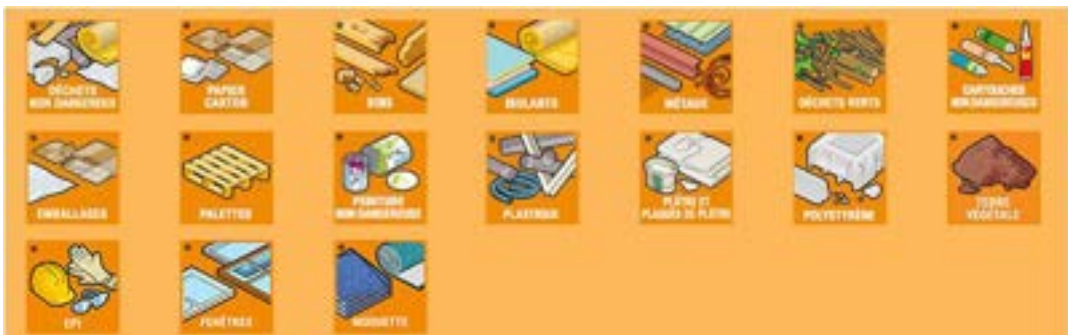 DÉCHETS
NON DANGEREUX
PAPIER
CARTON
BOIS
ISOLANTS
MÉTAUX
DÉCHETS VERTS
CARTOUCHES
NON DANGEREUSES
EMBALLAGES
PALETTES
PEINTURE
NON DANGEREUSE
PLASTIQUE
PLÂTRE ET
PLAQUES DE PLÂTRE
POLYSTYRÈNE
TERRE
VÉGÉTALE
EPI
FENÊTRES
MOQUETTE